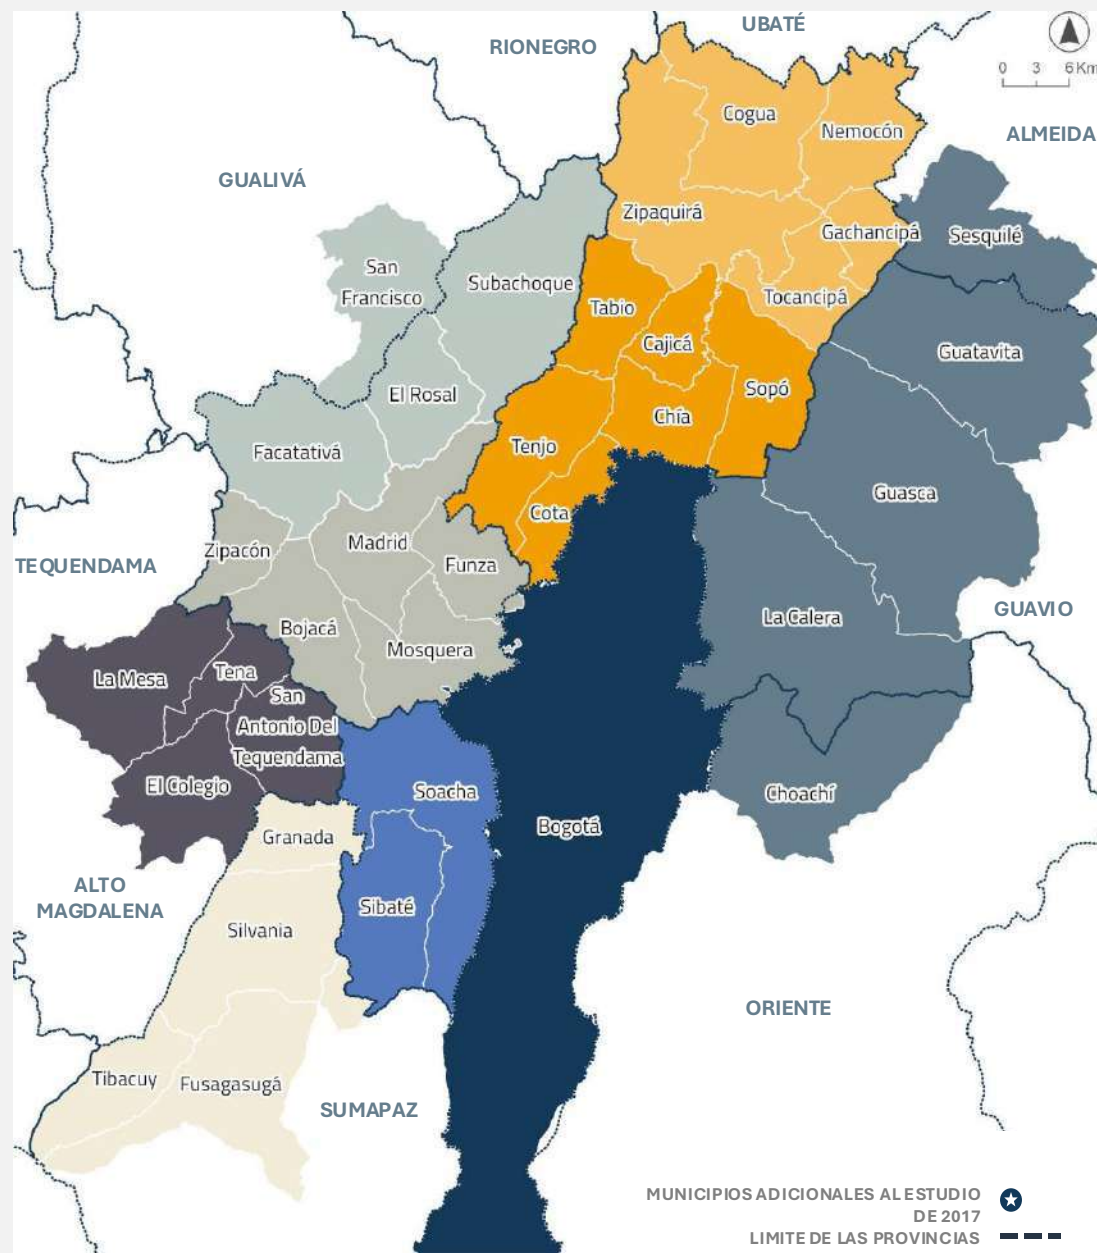 UBATÉ
RIONEGRO
0 3 6 Km
Cogua
Nemocón
ALMEIDA
GUALIVÁ
Zipaquirá
Gachancipá
Sesquilé
San
Francisco
Subachoque
Tocancipá
Tabio
Cajicá
Guatavita
El Rosal
Sopó
Chía
Facatativá
Tenjo
Guasca
Cota
Madrid
Zipacón
Funza
TEQUENDAMA
GUAVIO
La Calera
Bojacá
Mosquera
La Mesa
Tena
San
Antonio Del
Tequendama
El Colegio
Soacha
Choachí
Bogotá
Granada
ALTO
MAGDALENA
Sibaté
Silvania
ORIENTE
Tibacuy
Fusagasugá
SUMAPAZ
MUNICIPIOS ADICIONALES AL ESTUDIO
DE 2017
LIMITE DE LAS PROVINCIAS